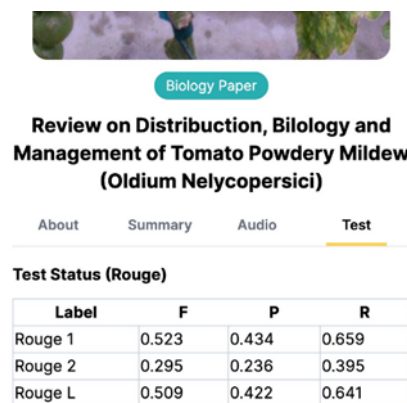 Biology Paper
Review on Distribuction, Bilology and
Management of Tomato Powdery Mildew
(Oldium Nelycopersici)
About Summary Audio Test
Test Status (Rouge)
Label F P R
Rouge 1 0.523 0.434 0.659
Rouge 2 0.295 0.236 0.395
Rouge L 0.509 0.422 0.641